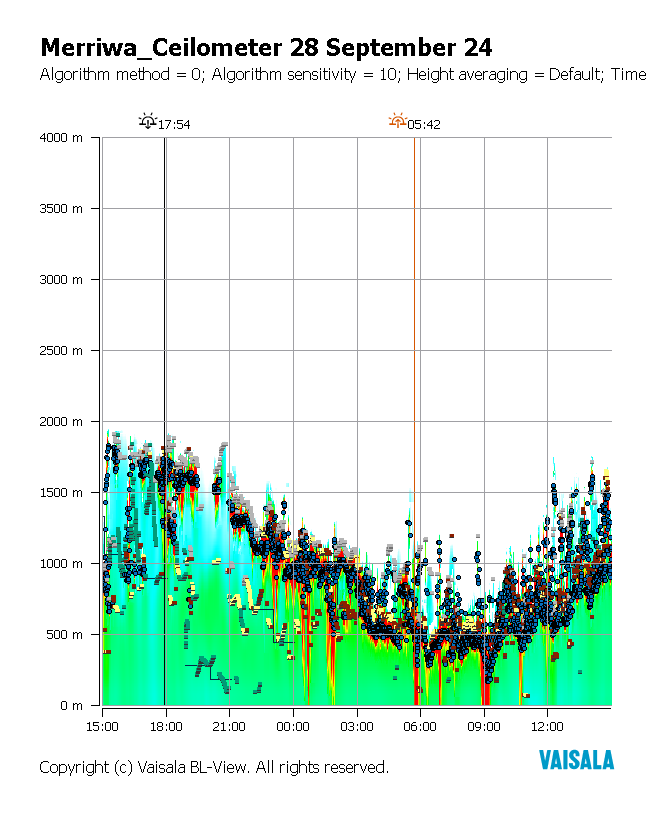 Merriwa_Ceilometer 28 September 24
Algorithm method = 0; Algorithm sensitivity = 10; Height averaging = Default; Time
17:54
05:42
4000 m
3500 m
3000 m
2500 m
2000 m
1500 m
1000 m
500 m
0 m
15:00 18:00 21:00 00:00 03:00 06:00 09:00 12:00
VAISALA
Copyright (c) Vaisala BL-View. All rights reserved.